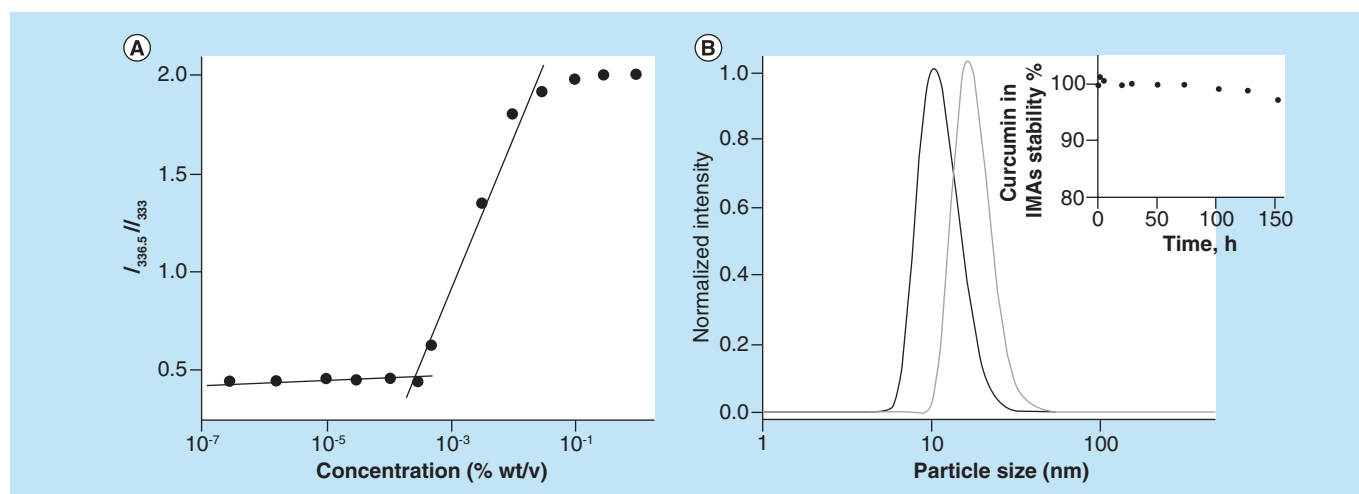 A
2.0
1.5
1.0
0.5
I336.5/I333
10-7
10-5
10-3
10-1
Concentration (% wt/v)
B
1.0
0.8
0.6
0.4
0.2
0.0
Normalized intensity
1
10
100
Particle size (nm)
Curcumin in
IMAs stability %
100
90
80
0
50
100
150
Time, h